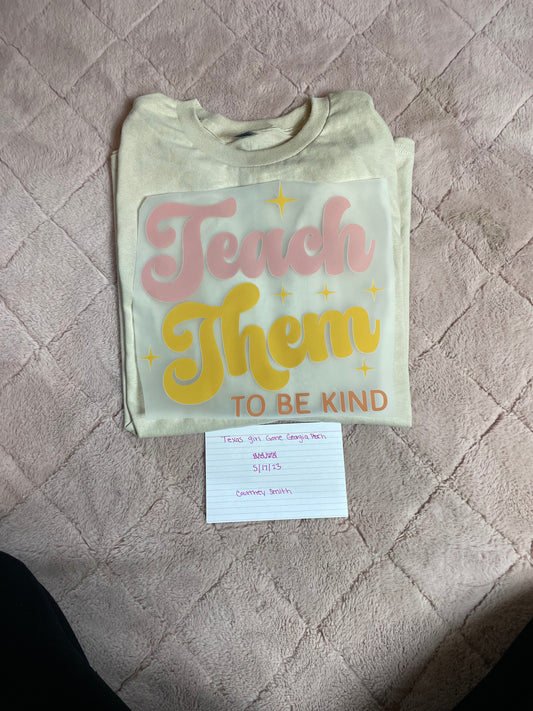 Teach
Them
TO BE KIND
Texas girl Gone Georgia Peach
5/17/23
Courtney Smith